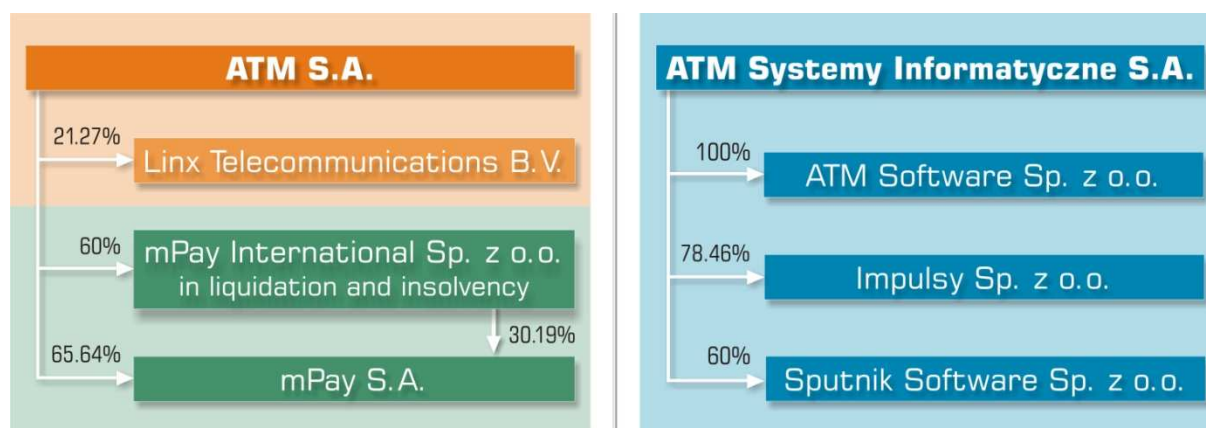 ATM S.A.
21.27%
Linx Telecommunications B.V.
60%
mPay International Sp. z o.o.
in liquidation and insolvency
30.19%
65.64%
mPay S.A.
ATM Systemy Informatyczne S.A.
100%
ATM Software Sp. z o.o.
78.46%
Impulsy Sp. z o.o.
60%
Sputnik Software Sp. z o.o.